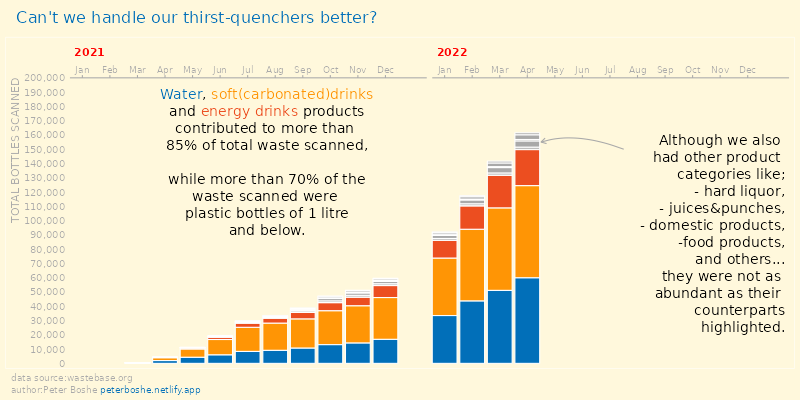 Can't we handle our thirst-quenchers better?
2021
2022
Jan Feb Mar Apr May Jun Jul Aug Sep Oct Nov Dec
Jan Feb Mar Apr May Jun Jul Aug Sep Oct Nov Dec
TOTAL BOTTLES SCANNED
200,000
190,000
180,000
170,000
160,000
150,000
140,000
130,000
120,000
110,000
100,000
90,000
80,000
70,000
60,000
50,000
40,000
30,000
20,000
10,000
0
Water, soft(carbonated)drinks
and energy drinks products
contributed to more than
85% of total waste scanned,
while more than 70% of the
waste scanned were
plastic bottles of 1 litre
and below.
Although we also
had other product
categories like;
- hard liquor,
- juices&punches,
- domestic products,
-food products,
and others...
they were not as
abundant as their
counterparts
highlighted.
data source:wastebase.org
author:Peter Boshe peterboshe.netlify.app